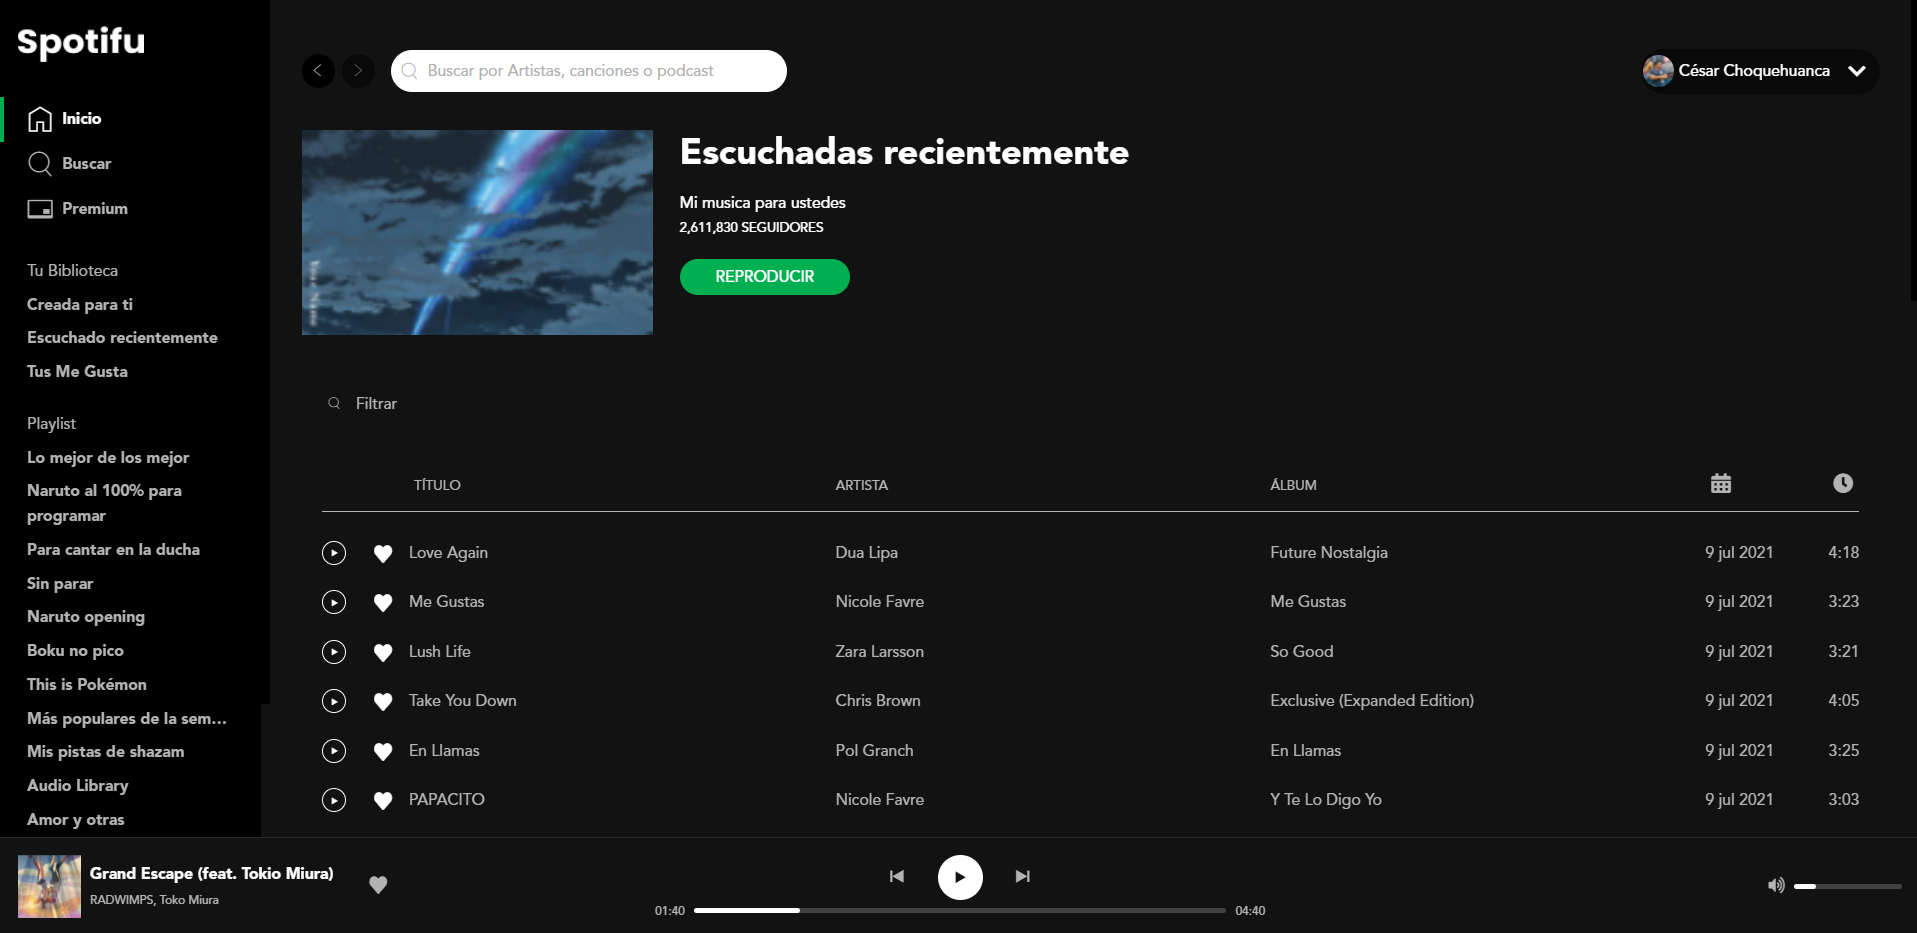 Spotifu
Inicio
Buscar
Premium
Tu Biblioteca
Creada para ti
Escuchado recientemente
Tus Me Gusta
Playlist
Lo mejor de los mejor
Naruto al 100% para
programar
Para cantar en la ducha
Sin parar
Naruto opening
Boku no pico
This is Pokémon
Más populares de la sem...
Mis pistas de shazam
Audio Library
Amor y otras
Buscar por Artistas, canciones o podcast
César Choquehuanca
Escuchadas recientemente
Mi musica para ustedes
2,611,830 SEGUIDORES
REPRODUCIR
Filtrar
TÍTULO ARTISTA ÁLBUM
Love Again Dua Lipa Future Nostalgia 9 jul 2021 4:18
Me Gustas Nicole Favre Me Gustas 9 jul 2021 3:23
Lush Life Zara Larsson So Good 9 jul 2021 3:21
Take You Down Chris Brown Exclusive (Expanded Edition) 9 jul 2021 4:05
En Llamas Pol Granch En Llamas 9 jul 2021 3:25
PAPACITO Nicole Favre Y Te Lo Digo Yo 9 jul 2021 3:03
Grand Escape (feat. Tokio Miura)
RADWIMPS, Toko Miura
01:40 04:40